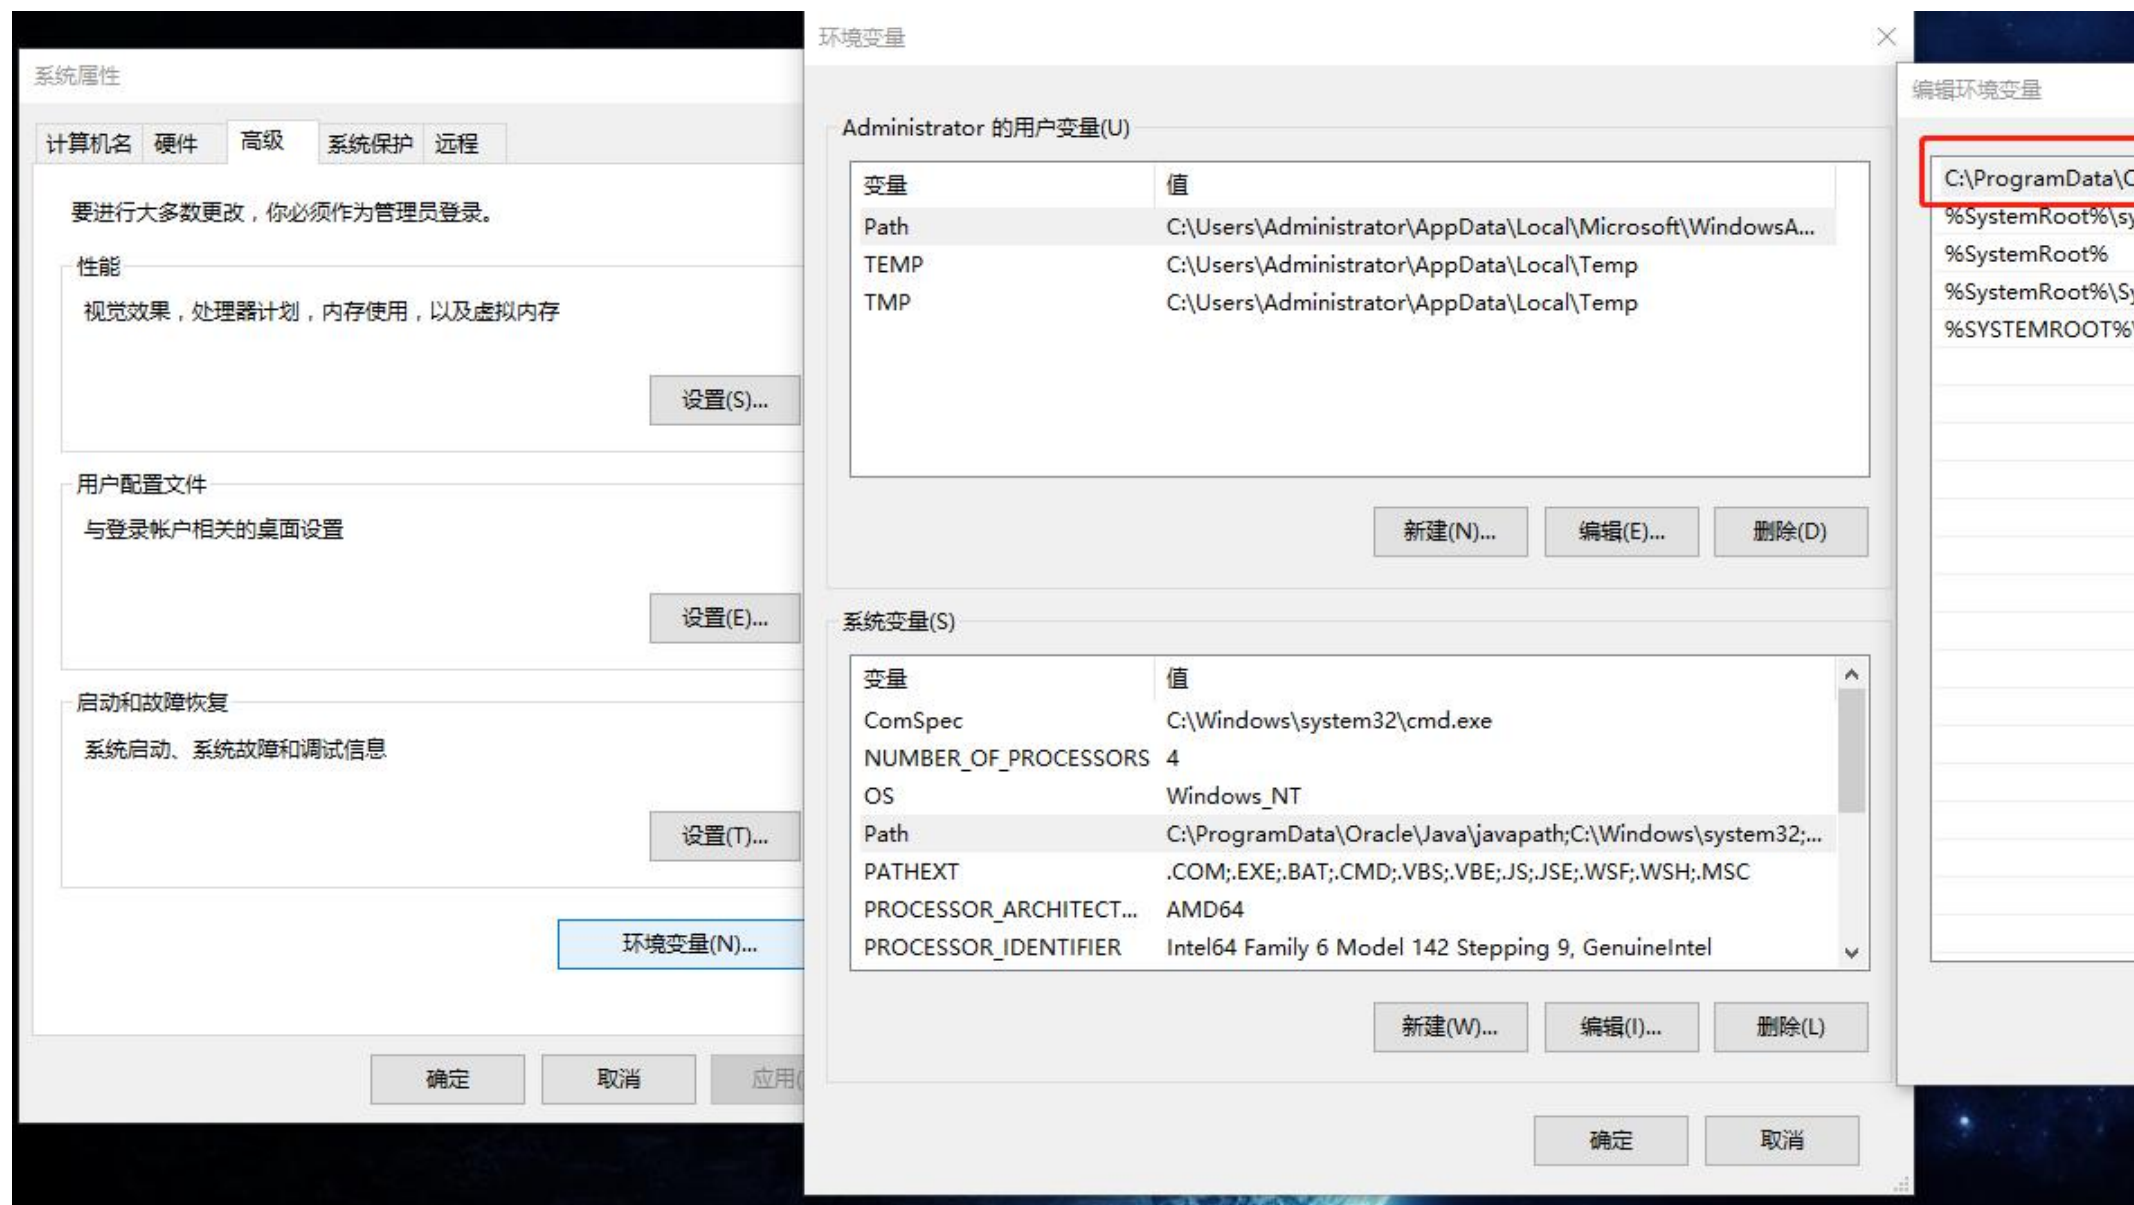 系统属性
计算机名 硬件 高级 系统保护 远程
要进行大多数更改，你必须作为管理员登录。
性能
视觉效果，处理器计划，内存使用，以及虚拟内存
设置(S)...
用户配置文件
与登录帐户相关的桌面设置
设置(E)...
启动和故障恢复
系统启动、系统故障和调试信息
设置(T)...
环境变量(N)...
确定 取消 应用(
环境变量
Administrator 的用户变量(U)
变量 值
Path C:\Users\Administrator\AppData\Local\Microsoft\WindowsA...
TEMP C:\Users\Administrator\AppData\Local\Temp
TMP C:\Users\Administrator\AppData\Local\Temp
新建(N)... 编辑(E)... 删除(D)
系统变量(S)
变量 值
ComSpec C:\Windows\system32\cmd.exe
NUMBER_OF_PROCESSORS 4
OS Windows_NT
Path C:\ProgramData\Oracle\Java\javapath;C:\Windows\system32;...
PATHEXT .COM;.EXE;.BAT;.CMD;.VBS;.VBE;.JS;.JSE;.WSF;.WSH;.MSC
PROCESSOR_ARCHITECT... AMD64
PROCESSOR_IDENTIFIER Intel64 Family 6 Model 142 Stepping 9, GenuineIntel
新建(W)... 编辑(I)... 删除(L)
确定 取消
编辑环境变量
C:\ProgramData\
%SystemRoot%\sy
%SystemRoot%
%SystemRoot%\Sy
%SYSTEMROOT%\